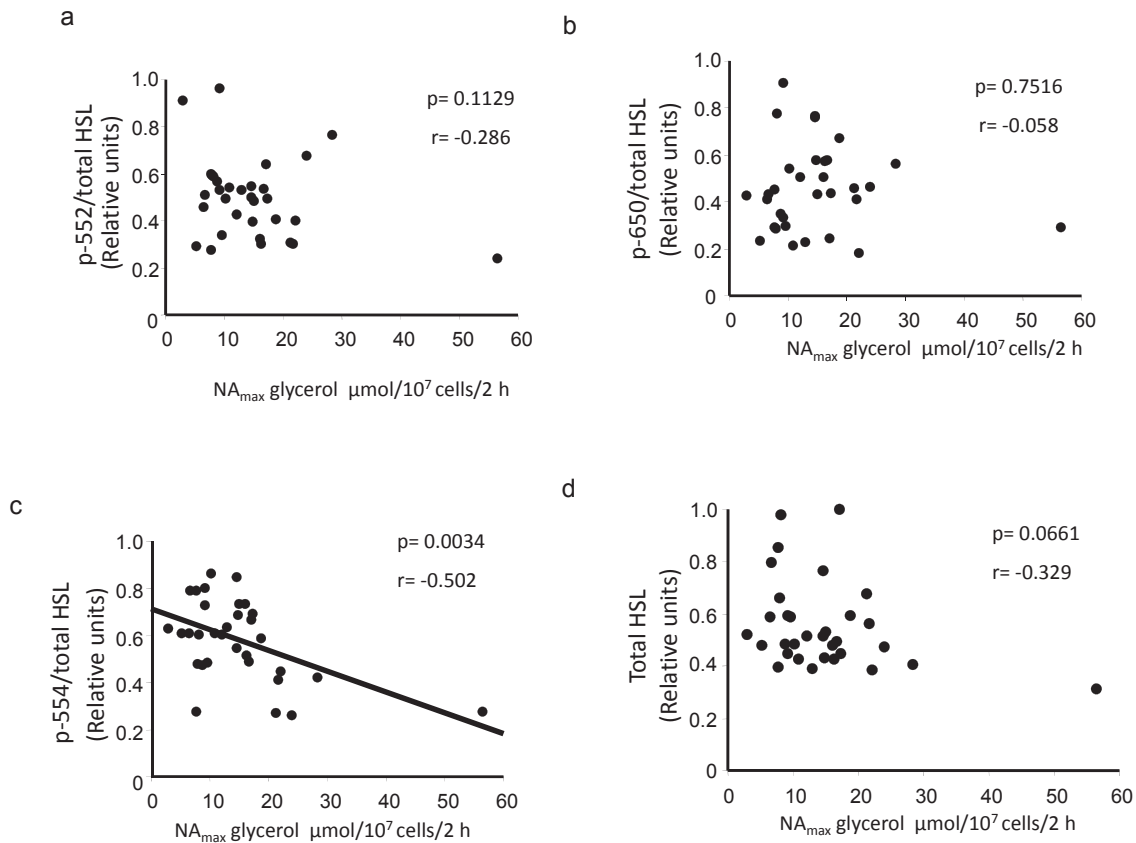 a
p-552/total HSL
(Relative units)
1.0
0.8
0.6
0.4
0.2
0
p= 0.1129
r= -0.286
0 10 20 30 40 50 60
NAmax glycerol µmol/10⁷ cells/2 h
b
p-650/total HSL
(Relative units)
1.0
0.8
0.6
0.4
0.2
0
p= 0.7516
r= -0.058
0 10 20 30 40 50 60
NAmax glycerol µmol/10⁷ cells/2 h
c
p-554/total HSL
(Relative units)
1.0
0.8
0.6
0.4
0.2
0
p= 0.0034
r= -0.502
0 10 20 30 40 50 60
NAmax glycerol µmol/10⁷ cells/2 h
d
Total HSL
(Relative units)
1.0
0.8
0.6
0.4
0.2
0
p= 0.0661
r= -0.329
0 10 20 30 40 50 60
NAmax glycerol µmol/10⁷ cells/2 h